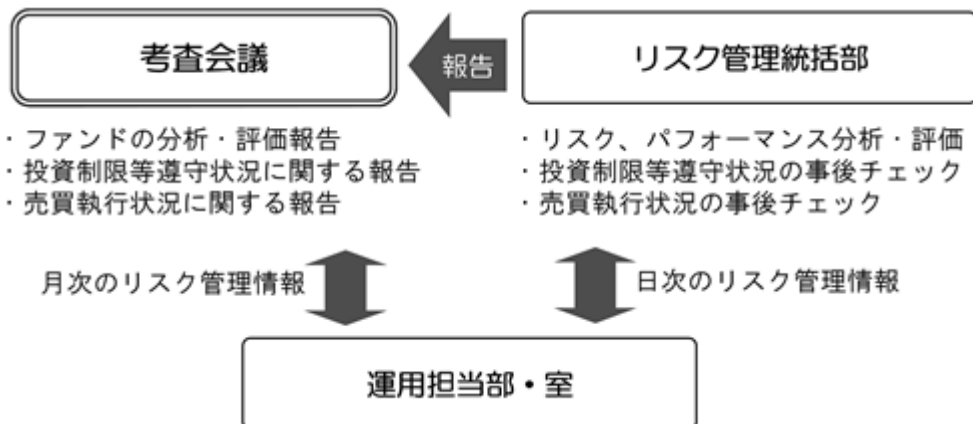 考査会議
報告
リスク管理統括部
・ファンドの分析・評価報告
・投資制限等遵守状況に関する報告
・売買執行状況に関する報告
・リスク、パフォーマンス分析・評価
・投資制限等遵守状況の事後チェック
・売買執行状況の事後チェック
月次のリスク管理情報
日次のリスク管理情報
運用担当部・室